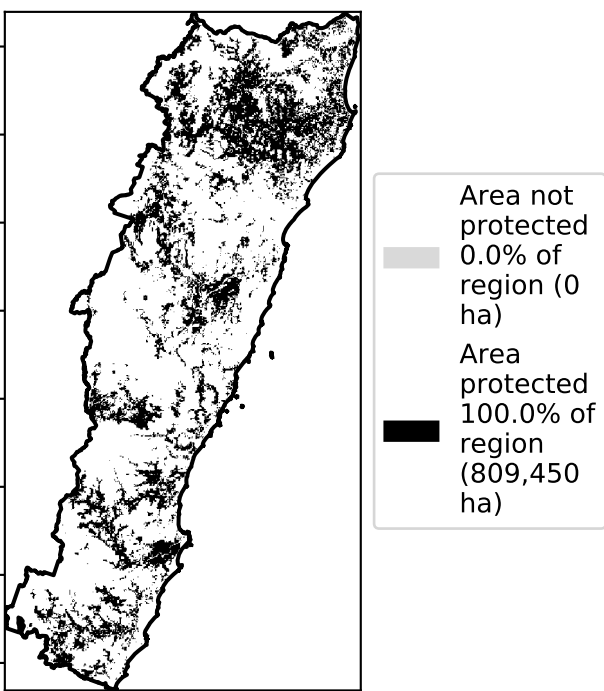 Area not
protected
0.0% of
region (0
ha)
Area
protected
100.0% of
region
(809,450
ha)